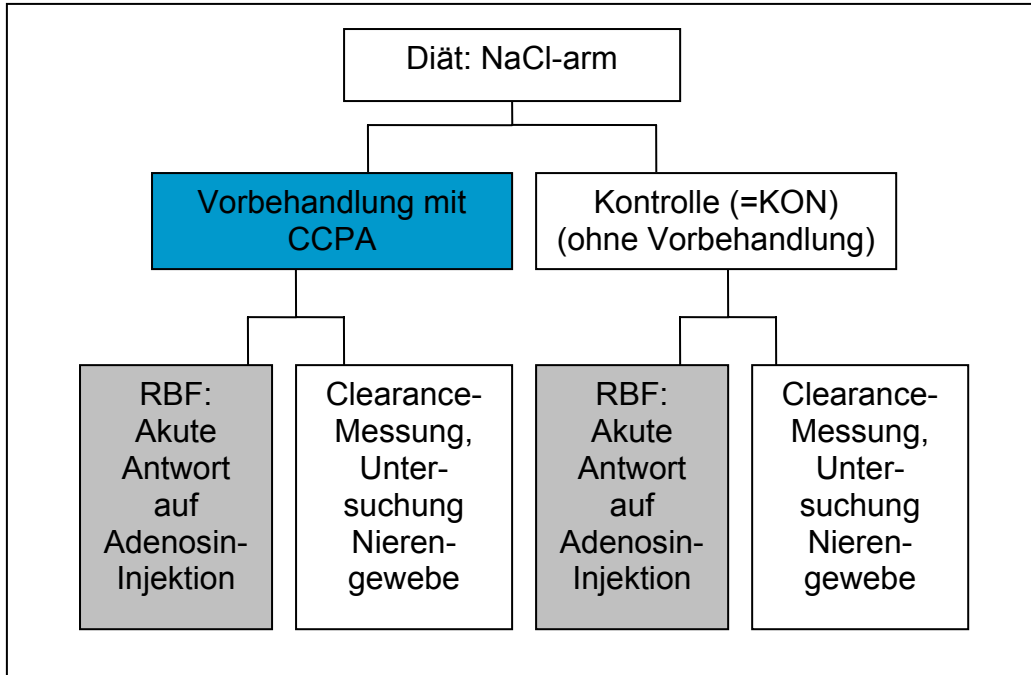 Diät: NaCl-arm
Vorbehandlung mit
CCPA
Kontrolle (=KON)
(ohne Vorbehandlung)
RBF:
Akute
Antwort
auf
Adenosin-
Injektion
Clearance-
Messung,
Unter-
suchung
Nieren-
gewebe
RBF:
Akute
Antwort
auf
Adenosin-
Injektion
Clearance-
Messung,
Unter-
suchung
Nieren-
gewebe